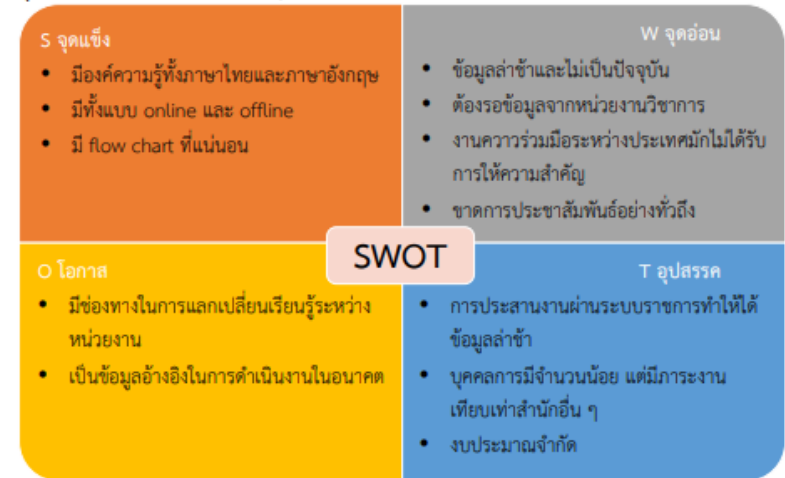 S จุดแข็ง
• มีองค์ความรู้ทั้งภาษาไทยและภาษาอังกฤษ
• มีทั้งแบบ online และ offline
• มี flow chart ที่แน่นอน
W จุดอ่อน
• ข้อมูลล่าช้าและไม่เป็นปัจจุบัน
• ต้องรอข้อมูลจากหน่วยงานวิชาการ
• งานควาวร่วมมือระหว่างประเทศมักไม่ได้รับ
การให้ความสำคัญ
• ขาดการประชาสัมพันธ์อย่างทั่วถึง
SWOT
O โอกาส
• มีช่องทางในการแลกเปลี่ยนเรียนรู้ระหว่าง
หน่วยงาน
• เป็นข้อมูลอ้างอิงในการดำเนินงานในอนาคต
T อุปสรรค
• การประสานงานผ่านระบบราชการทำให้ได้
ข้อมูลล่าช้า
• บุคคลการมีจำนวนน้อย แต่มีภาระงาน
เทียบเท่าสำนักอื่น ๆ
• งบประมาณจำกัด